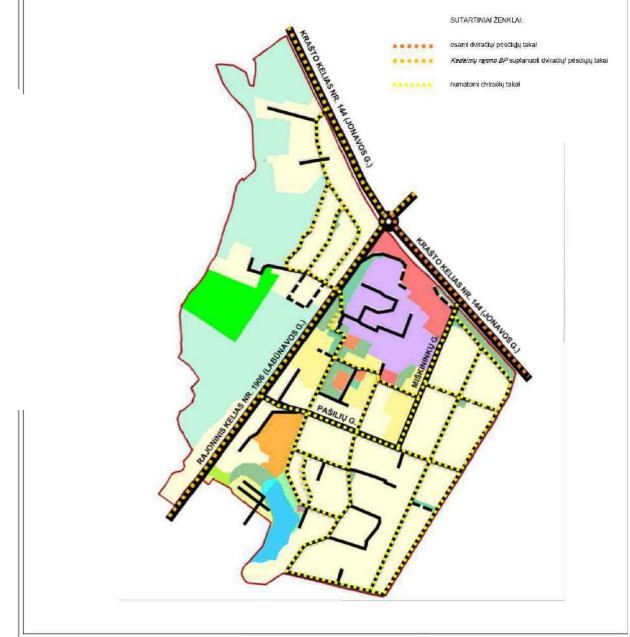 SUTARTINIAI ŽENKLAI:
esami dviračių/ pėsčiųjų takai
Kėdainių rajono BP suplanuoti dviračių/ pėsčiųjų takai
numatomi dviračių takai
KRAŠTO KELIAS NR. 144 (JONAVOS G.)
KRAŠTO KELIAS NR. 144 (JONAVOS G.)
RAJONINIS KELIAS NR. 1906 (LABŪNAVOS G.)
MIŠKININKŲ G.
PAŠILIŲ G.